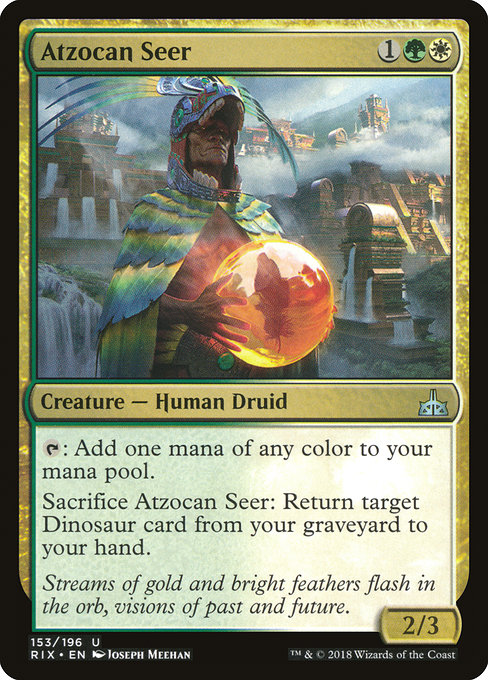 Atzocan Seer 1
Creature — Human Druid
: Add one mana of any color to your
mana pool.
Sacrifice Atzocan Seer: Return target
Dinosaur card from your graveyard to
your hand.
Streams of gold and bright feathers flash in
the orb, visions of past and future.
2/3
153/196 U
RIX • EN Joseph Meehan
™ & © 2018 Wizards of the Coast